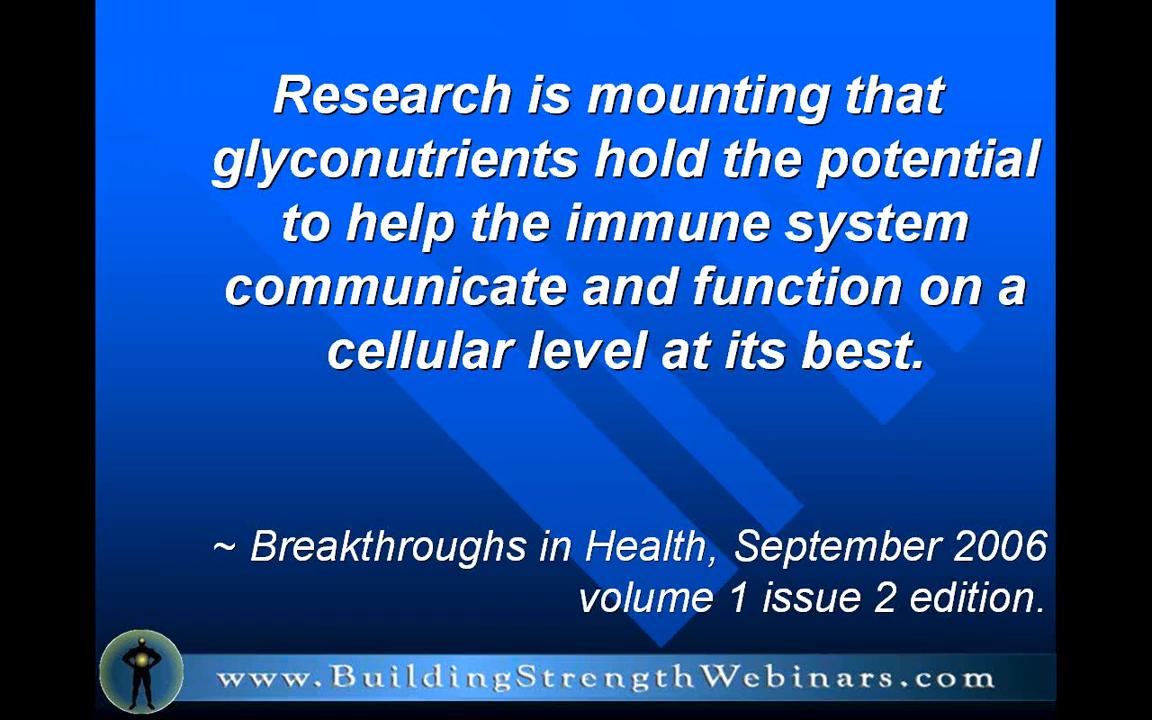 Research is mounting that
glyconutrients hold the potential
to help the immune system
communicate and function on a
cellular level at its best.
~ Breakthroughs in Health, September 2006
volume 1 issue 2 edition.
www.BuildingStrengthWebinars.com